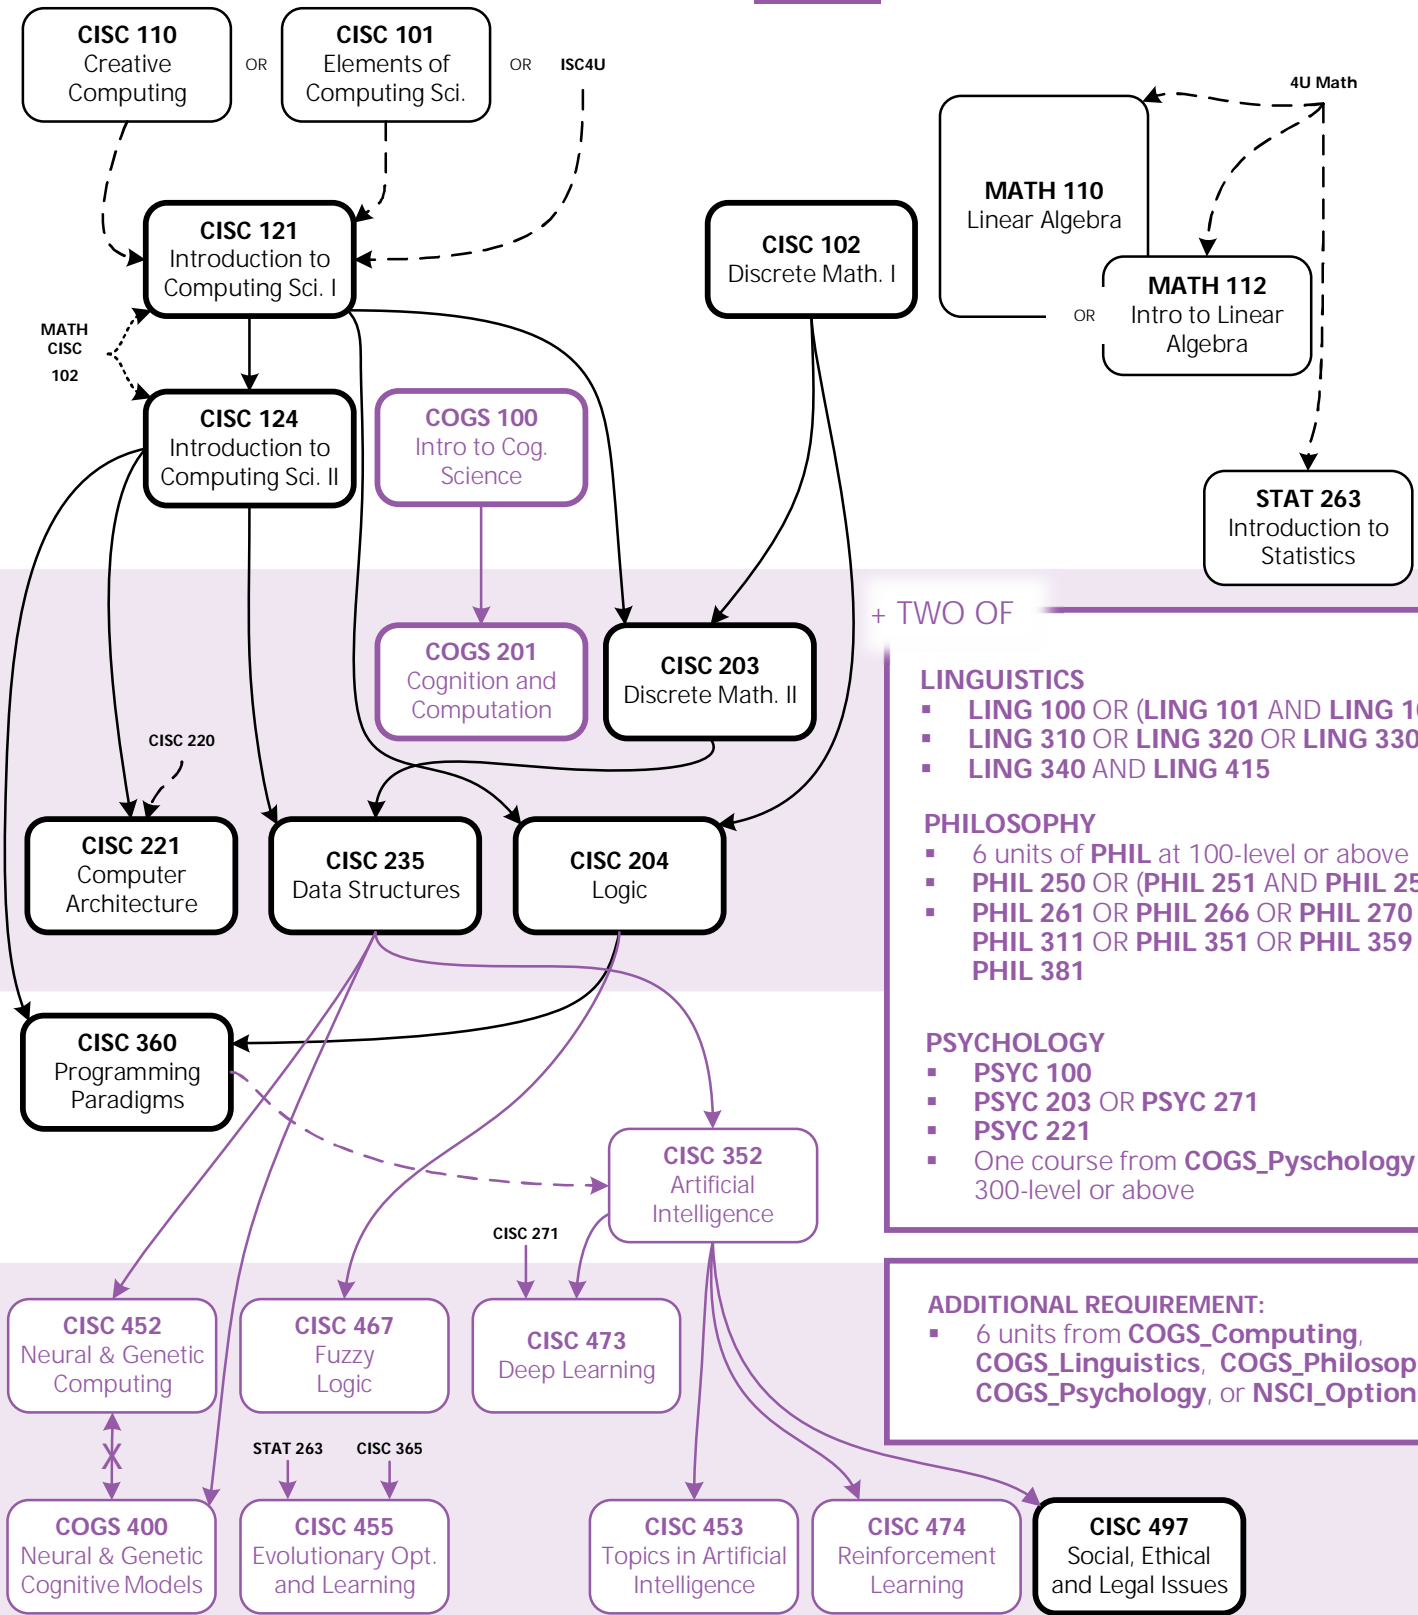 CISC 110
Creative
Computing
OR
CISC 101
Elements of
Computing Sci.
OR
ISC4U
4U Math
MATH 110
Linear Algebra
CISC 121
Introduction to
Computing Sci. I
CISC 102
Discrete Math. I
OR
MATH 112
Intro to Linear
Algebra
MATH
CISC
102
CISC 124
Introduction to
Computing Sci. II
COGS 100
Intro to Cog.
Science
STAT 263
Introduction to
Statistics
COGS 201
Cognition and
Computation
CISC 203
Discrete Math. II
+ TWO OF
LINGUISTICS
▪ LING 100 OR (LING 101 AND LING 10
▪ LING 310 OR LING 320 OR LING 330
▪ LING 340 AND LING 415
PHILOSOPHY
▪ 6 units of PHIL at 100-level or above
▪ PHIL 250 OR (PHIL 251 AND PHIL 25
▪ PHIL 261 OR PHIL 266 OR PHIL 270
PHIL 311 OR PHIL 351 OR PHIL 359
PHIL 381
PSYCHOLOGY
▪ PSYC 100
▪ PSYC 203 OR PSYC 271
▪ PSYC 221
▪ One course from COGS_Pyschology
300-level or above
CISC 220
CISC 221
Computer
Architecture
CISC 235
Data Structures
CISC 204
Logic
CISC 360
Programming
Paradigms
CISC 352
Artificial
Intelligence
CISC 271
CISC 452
Neural & Genetic
Computing
CISC 467
Fuzzy
Logic
CISC 473
Deep Learning
ADDITIONAL REQUIREMENT:
▪ 6 units from COGS_Computing,
COGS_Linguistics, COGS_Philosop
COGS_Psychology, or NSCI_Option
X
STAT 263
CISC 365
COGS 400
Neural & Genetic
Cognitive Models
CISC 455
Evolutionary Opt.
and Learning
CISC 453
Topics in Artificial
Intelligence
CISC 474
Reinforcement
Learning
CISC 497
Social, Ethical
and Legal Issues